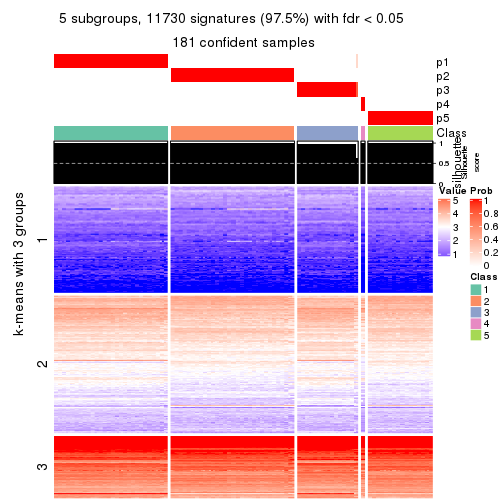 5 subgroups, 11730 signatures (97.5%) with fdr < 0.05
181 confident samples
p1
p2
p3
p4
p5
Class
silhouette
Silhouette
score
1
0.5
0
k-means with 3 groups
1
2
3
Value
5
4
3
2
1
Prob
1
0.8
0.6
0.4
0.2
0
Class
1
2
3
4
5